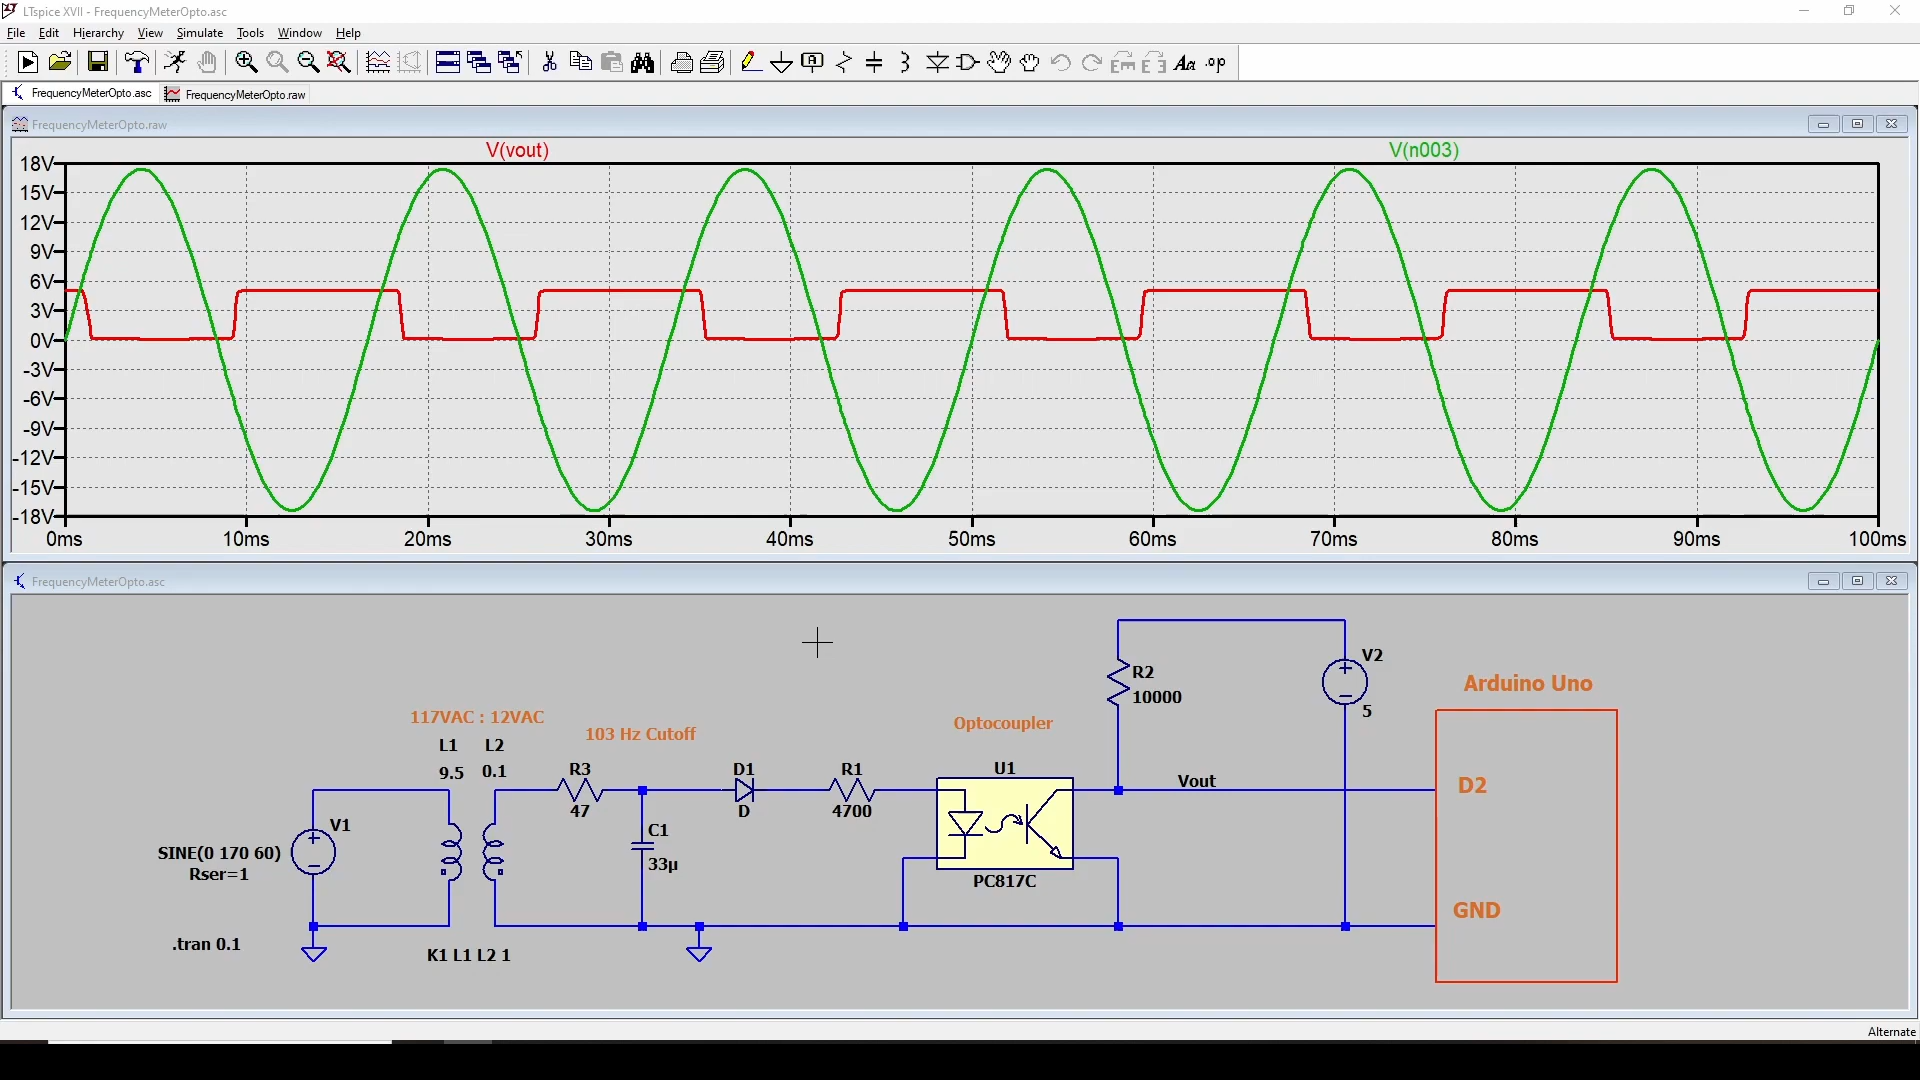 LTspice XVII - FrequencyMeterOpto.asc
File Edit Hierarchy View Simulate Tools Window Help
.op
FrequencyMeterOpto.asc FrequencyMeterOpto.raw
FrequencyMeterOpto.raw
V(vout) V(n003)
18V
15V
12V
9V
6V
3V
0V
-3V
-6V
-9V
-12V
-15V
-18V
0ms 10ms 20ms 30ms 40ms 50ms 60ms 70ms 80ms 90ms 100ms
FrequencyMeterOpto.asc
V2
5
R2
10000
Arduino Uno
117VAC : 12VAC
103 Hz Cutoff
Optocoupler
L1 L2
9.5 0.1
R3
47
D1
D
R1
4700
U1
PC817C
Vout
D2
V1
SINE(0 170 60)
Rser=1
C1
33µ
GND
.tran 0.1
K1 L1 L2 1
Alternate